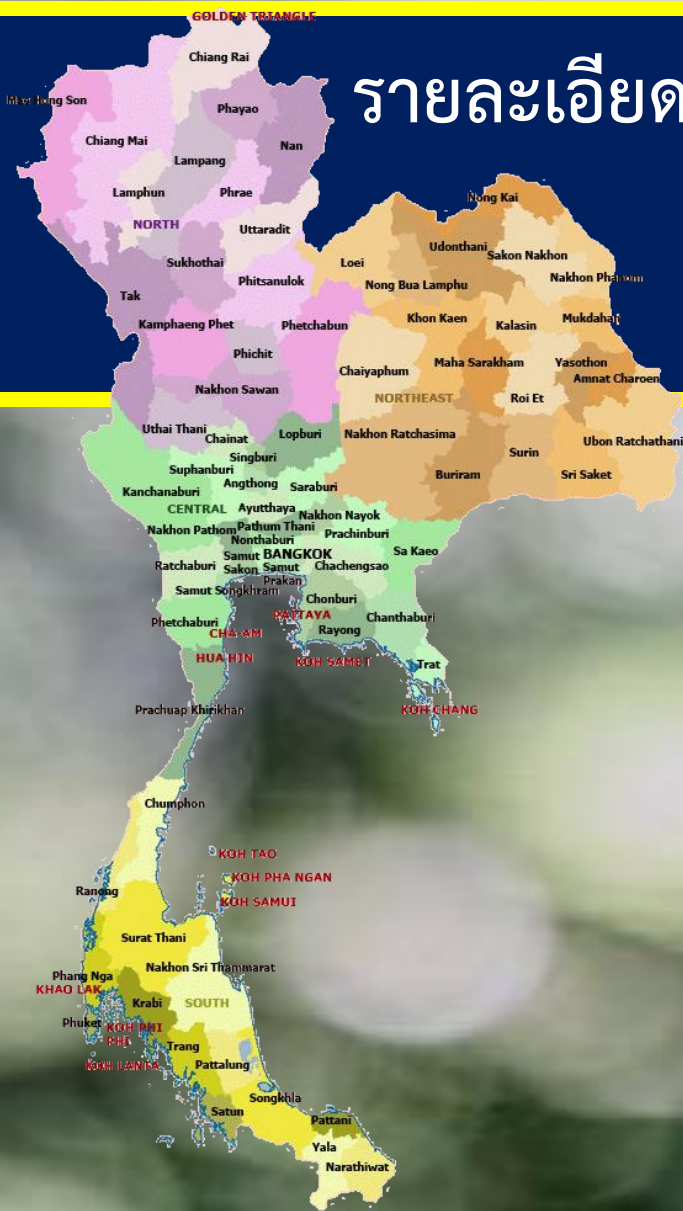 GOLDEN TRIANGLE
รายละเอียด
Chiang Rai
Mae Hong Son
Phayao
Chiang Mai
Nan
Lampang
Lamphun
Phrae
Nong Kai
NORTH
Uttaradit
Udonthani
Sakon Nakhon
Sukhothai
Loei
Phitsanulok
Nong Bua Lamphu
Nakhon Phanom
Tak
Kamphaeng Phet
Phetchabun
Khon Kaen
Kalasin
Mukdahan
Phichit
Chaiyaphum
Maha Sarakham
Yasothon
Amnat Charoen
Nakhon Sawan
NORTHEAST
Roi Et
Uthai Thani
Chainat
Lopburi
Nakhon Ratchasima
Ubon Ratchathani
Singburi
Surin
Suphanburi
Buriram
Sri Saket
Kanchanaburi
Angthong
Saraburi
CENTRAL
Ayutthaya
Nakhon Nayok
Nakhon Pathom
Pathum Thani
Prachinburi
Nonthaburi
Samut
Sakon
BANGKOK
Sa Kaeo
Ratchaburi
Samut
Prakan
Chachengsao
Samut Songkhram
Chonburi
Phetchaburi
PATTAYA
Chanthaburi
CHA-AM
Rayong
HUA HIN
KOH SAMET
Trat
Prachuap Khirikhan
KOH CHANG
Chumphon
KOH TAO
KOH PHA NGAN
Ranong
KOH SAMUI
Surat Thani
Nakhon Sri Thammarat
Phang Nga
KHAO LAK
Krabi
SOUTH
Phuket
KOH PHI
PHI
Trang
KOH LANTA
Pattalung
Songkhla
Satun
Pattani
Yala
Narathiwat